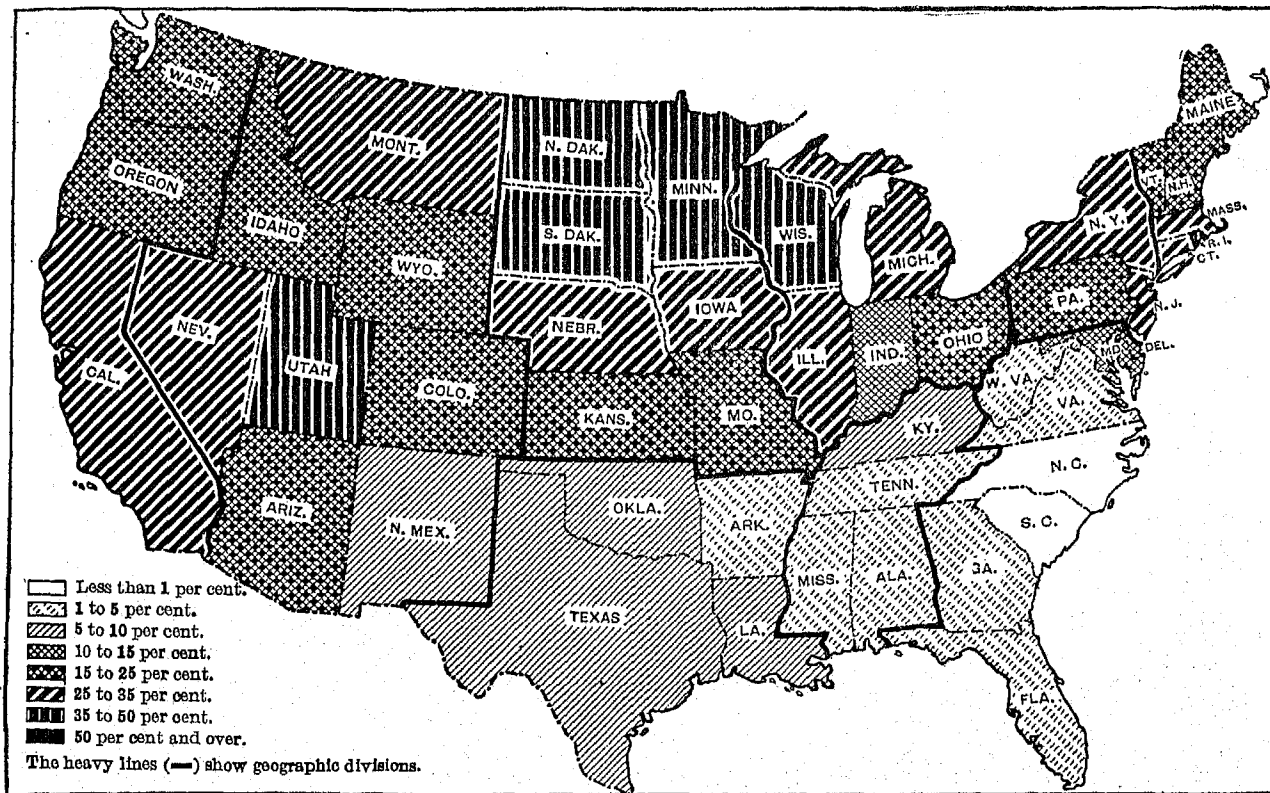 WASH.
OREGON
MONT.
IDAHO
WYO.
CAL.
NEV.
UTAH
COLO.
ARIZ.
N. MEX.
N. DAK.
S. DAK.
NEBR.
KANS.
OKLA.
TEXAS
MINN.
IOWA
MO.
ARK.
LA.
WIS.
ILL.
MICH.
IND.
OHIO
KY.
TENN.
MISS.
ALA.
MAINE
VT.
N.H.
MASS.
R. I.
CT.
N. Y.
PA.
N. J.
DEL.
MD.
W. VA.
VA.
N. C.
S. C.
GA.
FLA.
Less than 1 per cent.
1 to 5 per cent.
5 to 10 per cent.
10 to 15 per cent.
15 to 25 per cent.
25 to 35 per cent.
35 to 50 per cent.
50 per cent and over.
The heavy lines (▬) show geographic divisions.